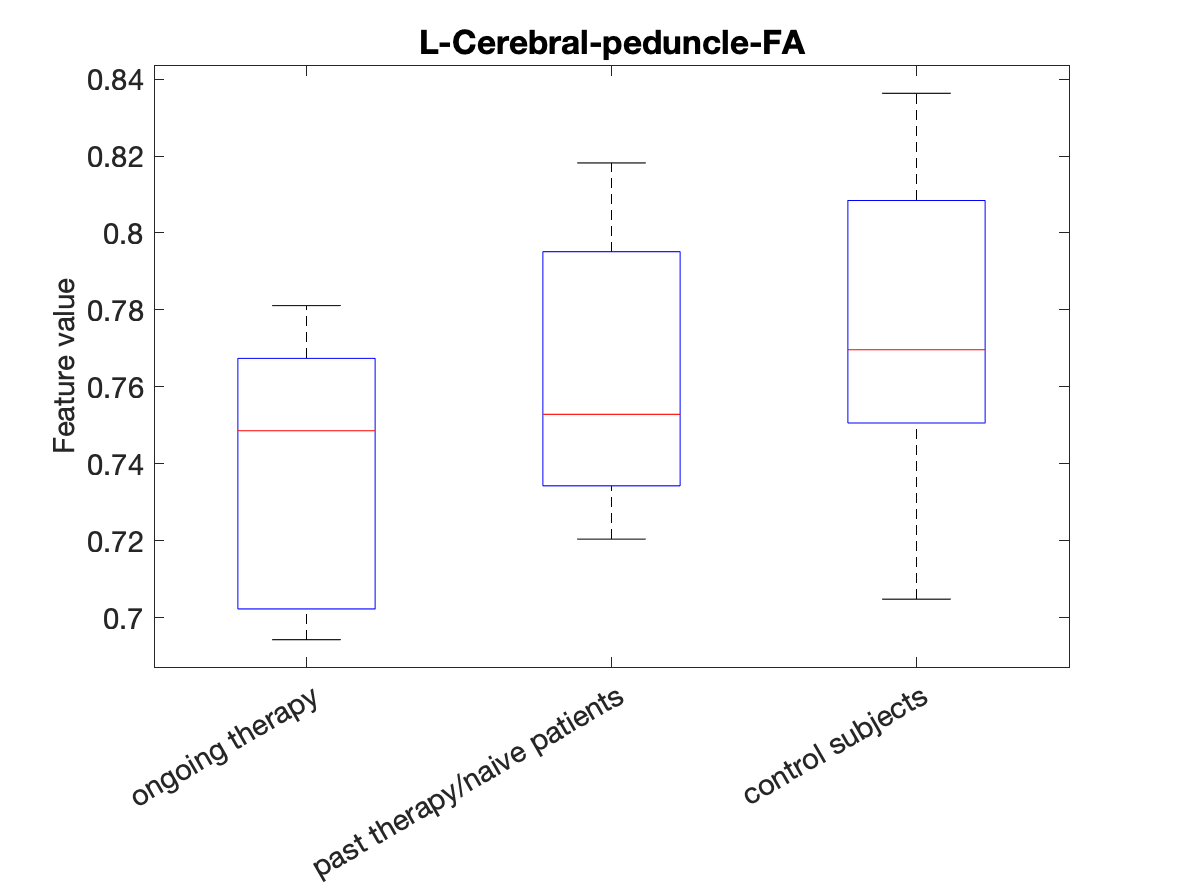 L-Cerebral-peduncle-FA
Feature value
0.84
0.82
0.8
0.78
0.76
0.74
0.72
0.7
ongoing therapy
past therapy/naive patients
control subjects